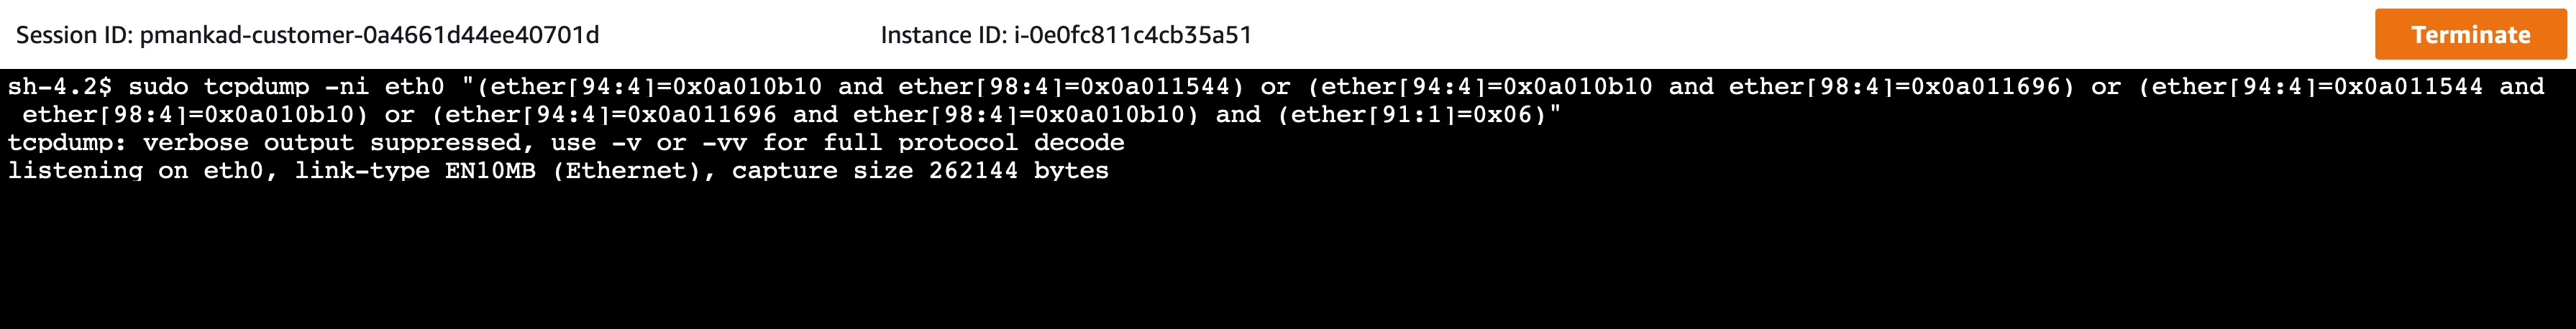 Session ID: pmankad-customer-0a4661d44ee40701d Instance ID: i-0e0fc811c4cb35a51 Terminate
sh-4.2$ sudo tcpdump -ni eth0 "(ether[94:4]=0x0a010b10 and ether[98:4]=0x0a011544) or (ether[94:4]=0x0a010b10 and ether[98:4]=0x0a011696) or (ether[94:4]=0x0a011544 and
ether[98:4]=0x0a010b10) or (ether[94:4]=0x0a011696 and ether[98:4]=0x0a010b10) and (ether[91:1]=0x06)"
tcpdump: verbose output suppressed, use -v or -vv for full protocol decode
listening on eth0, link-type EN10MB (Ethernet), capture size 262144 bytes